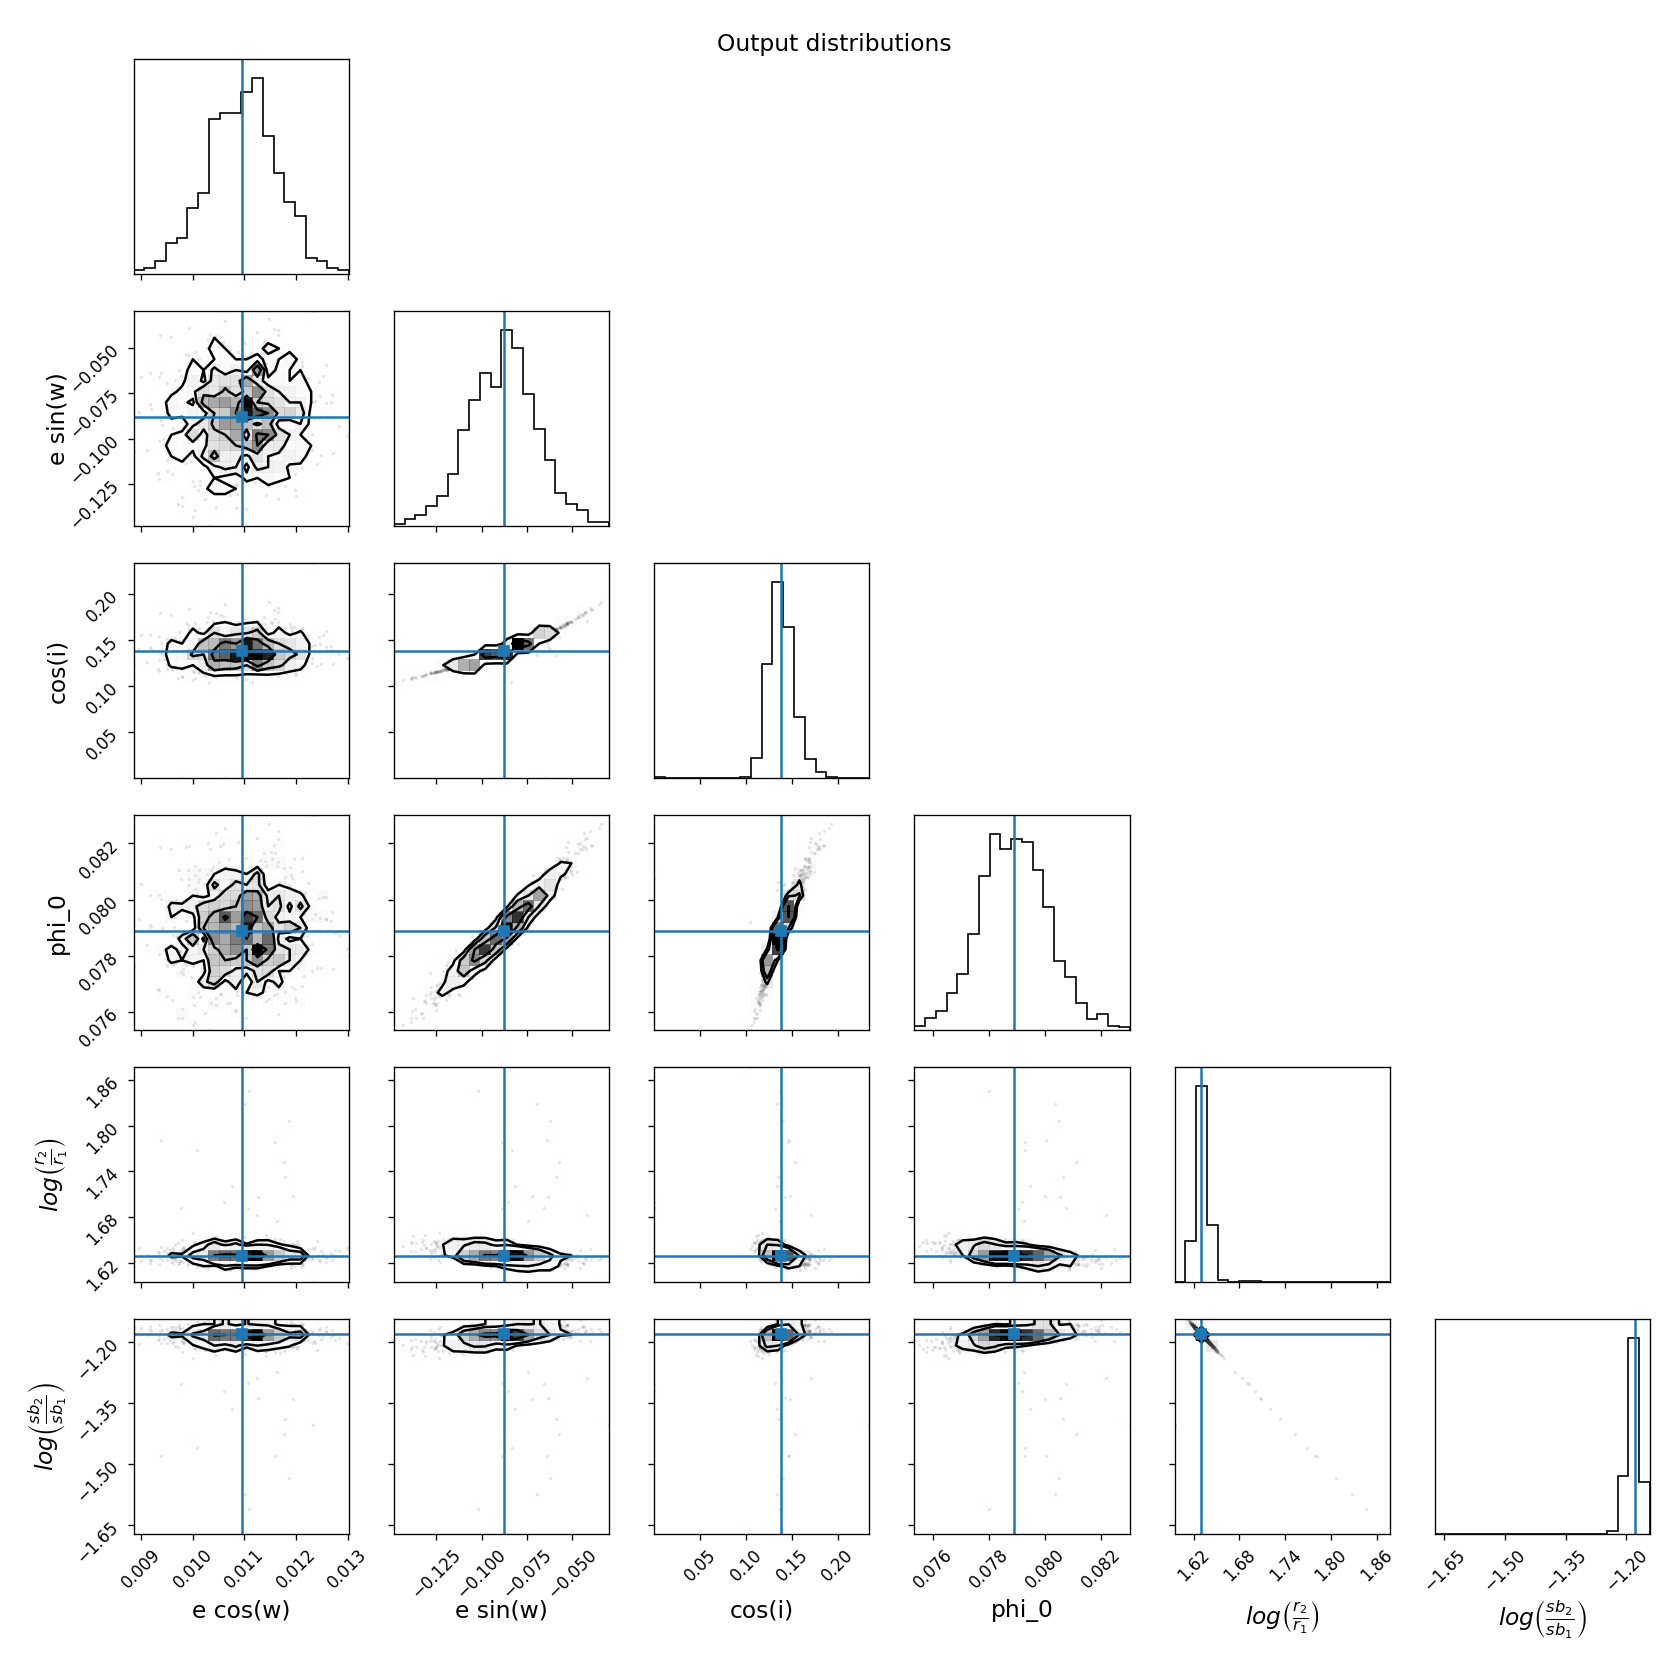 Output distributions
e sin(w)
−0.050
−0.075
−0.100
−0.125
cos(i)
0.20
0.15
0.10
0.05
phi_0
0.082
0.080
0.078
0.076
log(r₂/r₁)
1.86
1.80
1.74
1.68
1.62
log(sb₂/sb₁)
−1.20
−1.35
−1.50
−1.65
0.009 0.010 0.011 0.012 0.013
−0.125 −0.100 −0.075 −0.050
0.05 0.10 0.15 0.20
0.076 0.078 0.080 0.082
1.62 1.68 1.74 1.80 1.86
−1.65 −1.50 −1.35 −1.20
e cos(w)
e sin(w)
cos(i)
phi_0
log(r₂/r₁)
log(sb₂/sb₁)